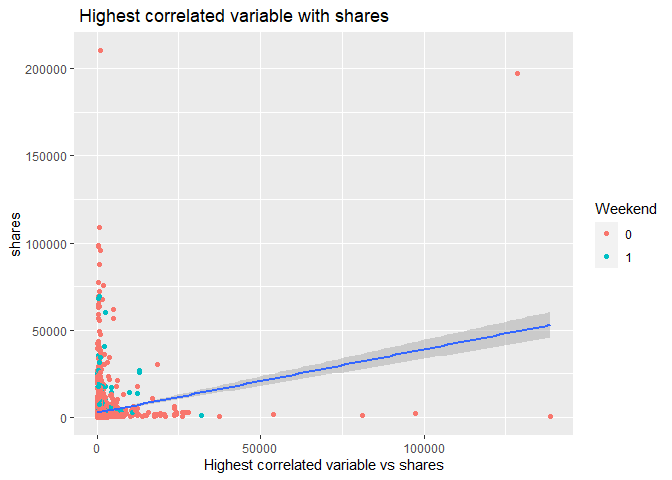 Highest correlated variable with shares
200000
150000
100000
50000
0
shares
0
50000
100000
Highest correlated variable vs shares
Weekend
0
1